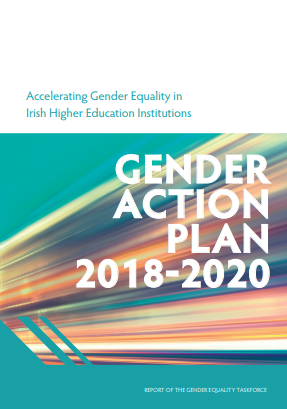 Accelerating Gender Equality in
Irish Higher Education Institutions
GENDER
ACTION
PLAN
2018-2020
REPORT OF THE GENDER EQUALITY TASKFORCE